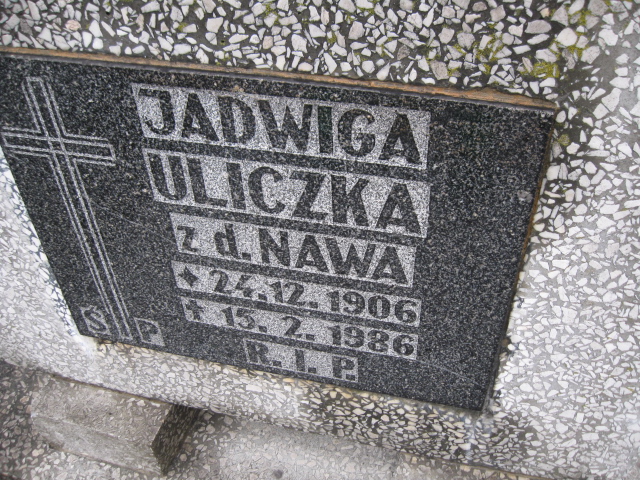 JADWIGA
ULICZKA
z d. NAWA
✦ 24.12.1906
† 15.2.1986
Ś P
R.I.P.